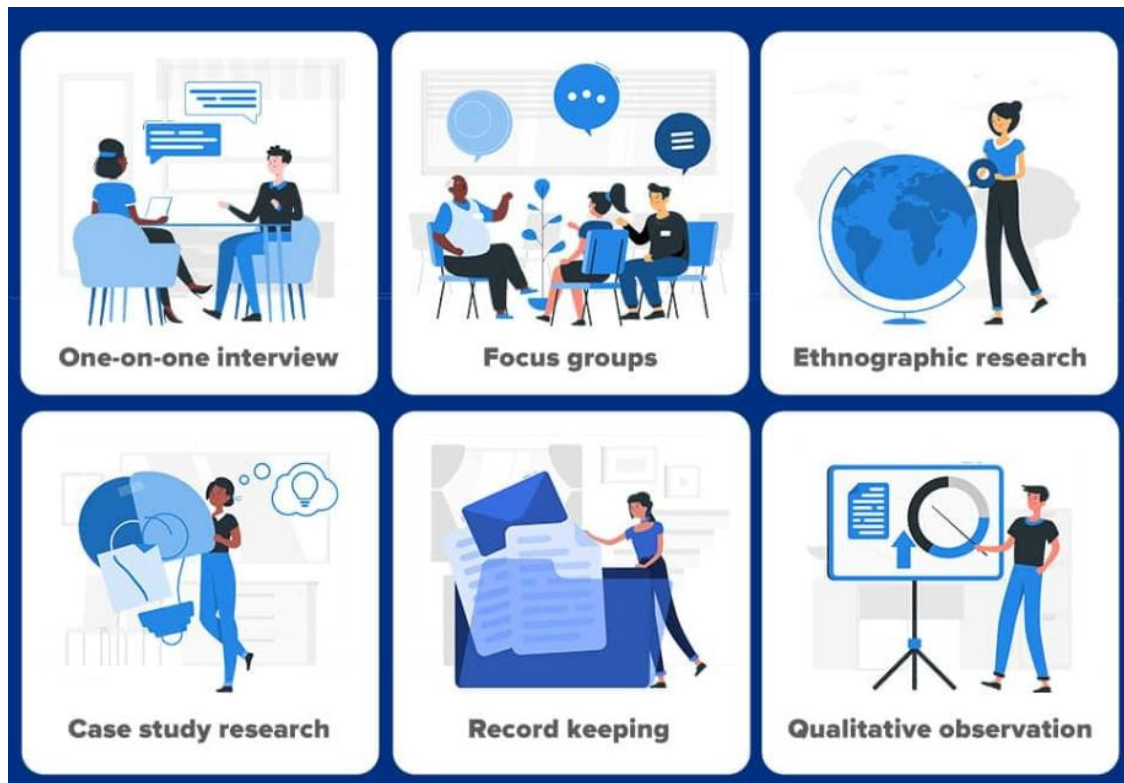 One-on-one interview
Focus groups
Ethnographic research
Case study research
Record keeping
Qualitative observation